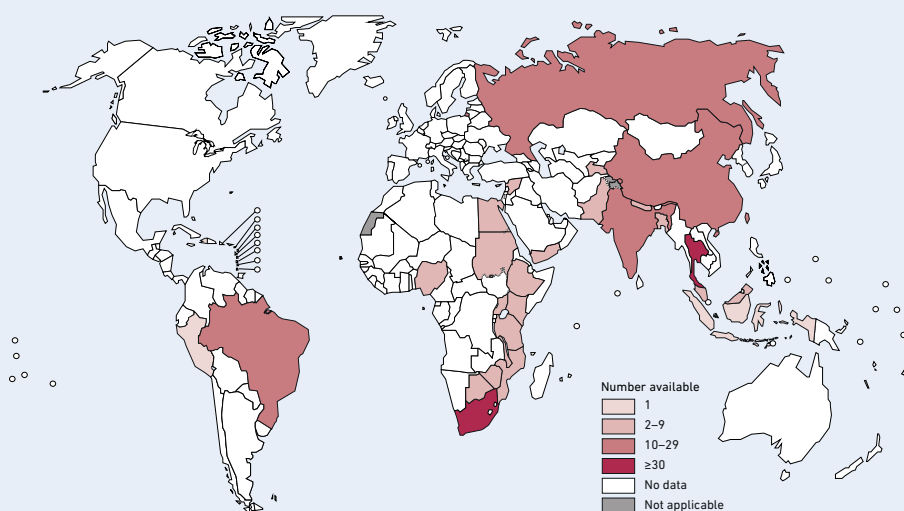 Number available
1
2–9
10–29
≥30
No data
Not applicable